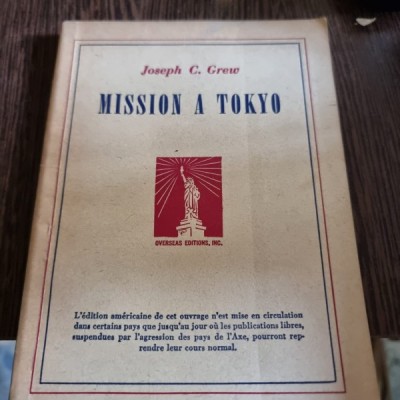 Joseph C. Grew
MISSION A TOKYO
OVERSEAS EDITIONS, INC.
L'édition américaine de cet ouvrage n'est mise en circulation
dans certains pays que jusqu'au jour où les publications libres,
suspendues par l'agression des pays de l'Axe, pourront rep-
rendre leur cours normal.